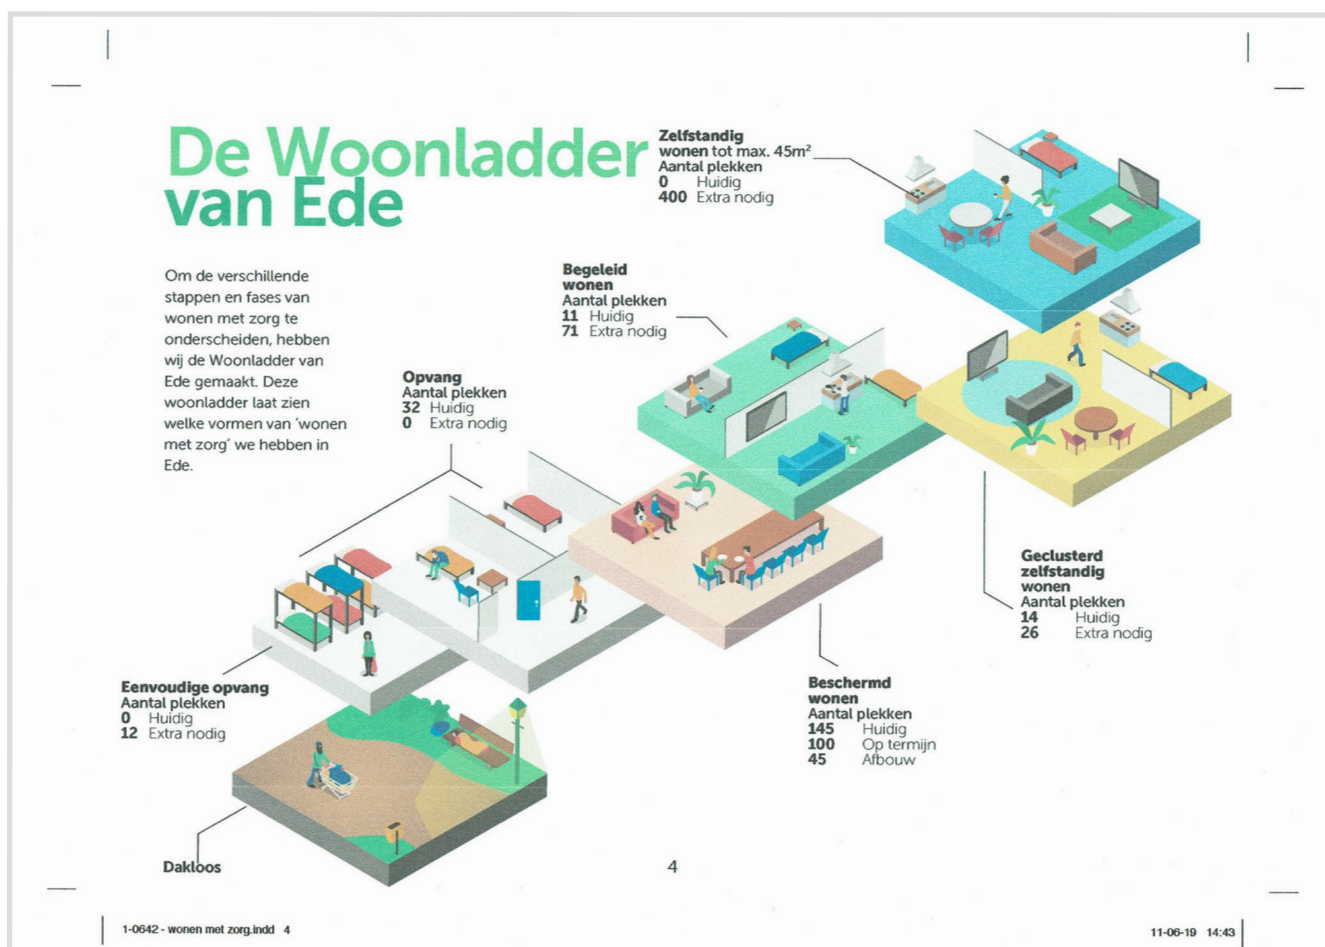 De Woonladder
van Ede
Om de verschillende
stappen en fases van
wonen met zorg te
onderscheiden, hebben
wij de Woonladder van
Ede gemaakt. Deze
woonladder laat zien
welke vormen van ‘wonen
met zorg’ we hebben in
Ede.
Zelfstandig
wonen tot max. 45m²
Aantal plekken
0 Huidig
400 Extra nodig
Begeleid
wonen
Aantal plekken
11 Huidig
71 Extra nodig
Opvang
Aantal plekken
32 Huidig
0 Extra nodig
Geclusterd
zelfstandig
wonen
Aantal plekken
14 Huidig
26 Extra nodig
Eenvoudige opvang
Aantal plekken
0 Huidig
12 Extra nodig
Beschermd
wonen
Aantal plekken
145 Huidig
100 Op termijn
45 Afbouw
Dakloos
4
1-0642 - wonen met zorg.indd 4
11-06-19 14:43